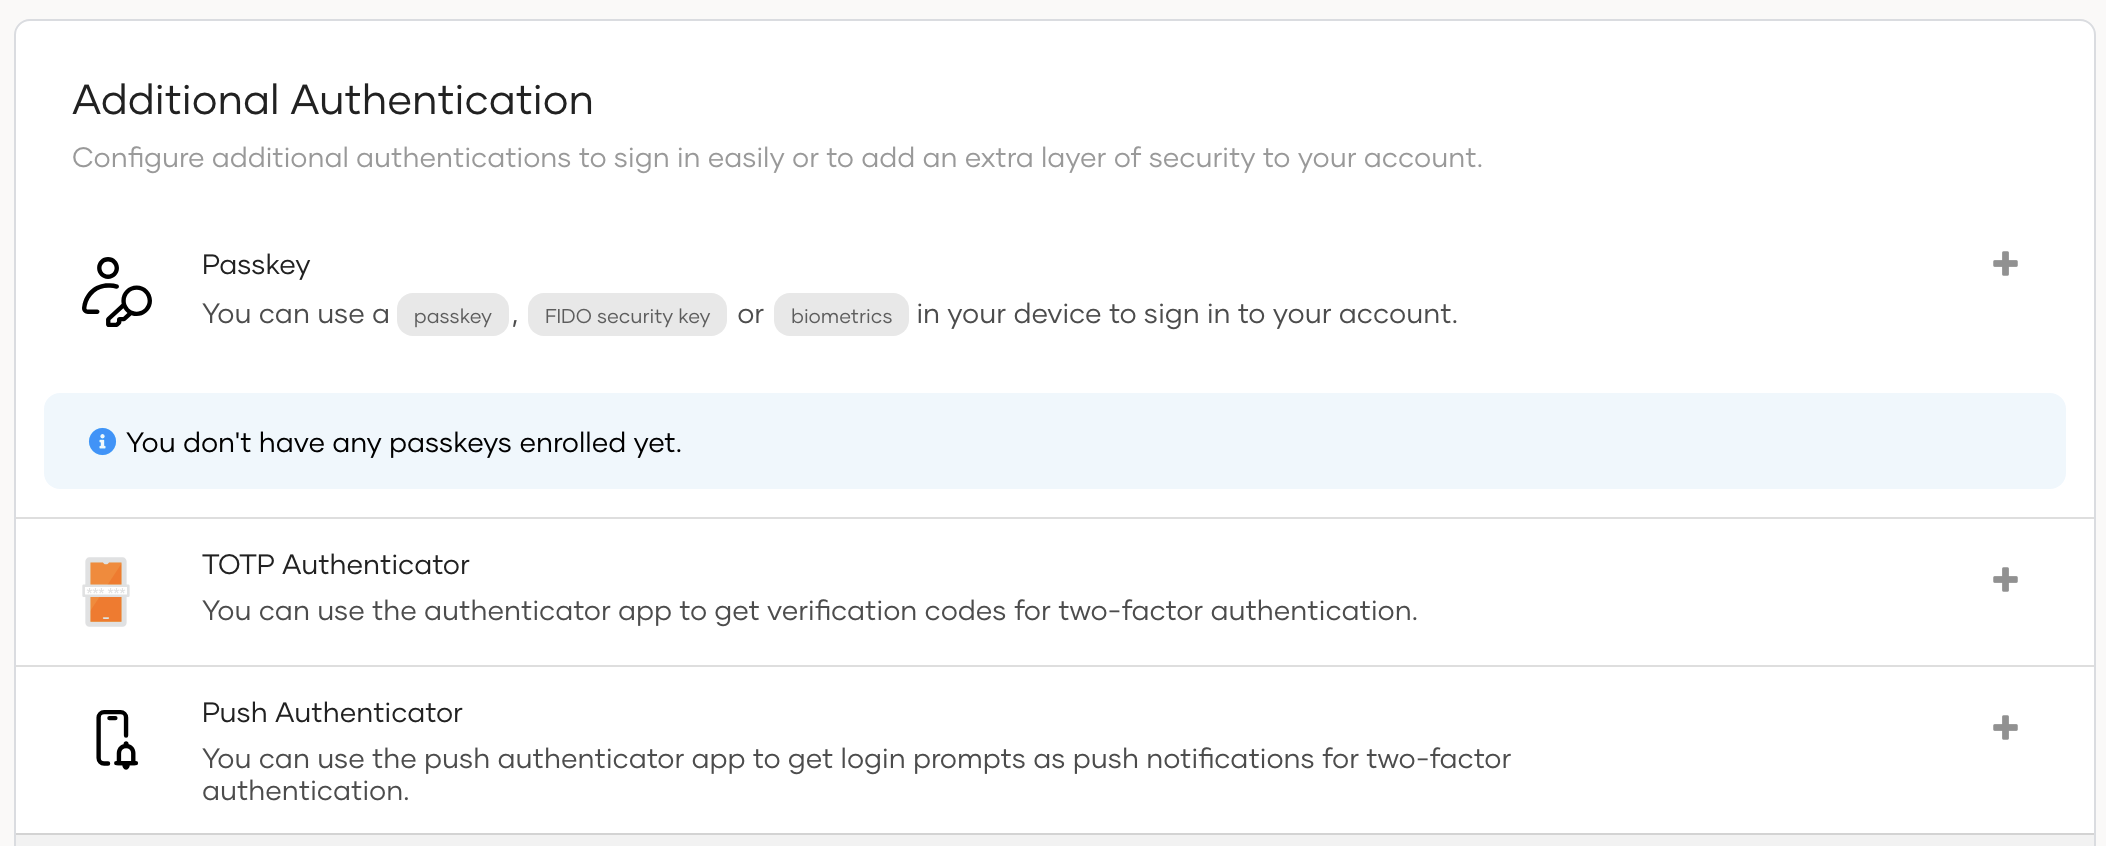 Additional Authentication
Configure additional authentications to sign in easily or to add an extra layer of security to your account.
Passkey
You can use a passkey, FIDO security key or biometrics in your device to sign in to your account.
You don't have any passkeys enrolled yet.
TOTP Authenticator
*** ***
You can use the authenticator app to get verification codes for two-factor authentication.
Push Authenticator
You can use the push authenticator app to get login prompts as push notifications for two-factor
authentication.